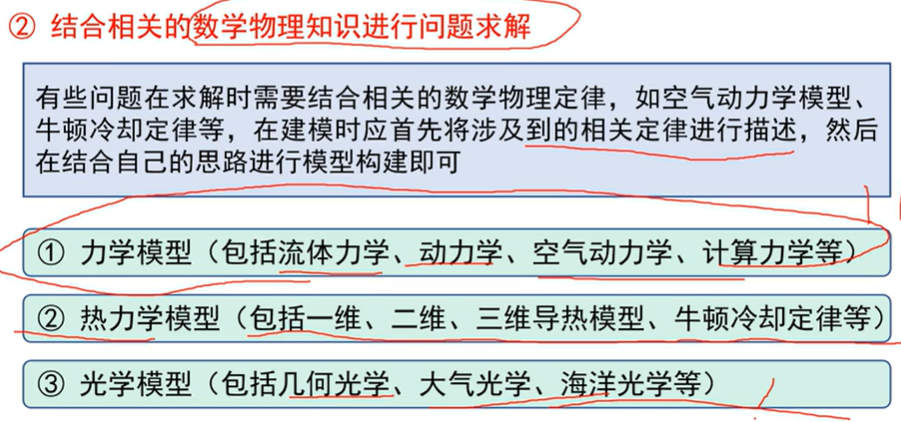 ② 结合相关的数学物理知识进行问题求解
有些问题在求解时需要结合相关的数学物理定律，如空气动力学模型、
牛顿冷却定律等，在建模时应首先将涉及到的相关定律进行描述，然后
在结合自己的思路进行模型构建即可
① 力学模型（包括流体力学、动力学、空气动力学、计算力学等）
② 热力学模型（包括一维、二维、三维导热模型、牛顿冷却定律等）
③ 光学模型（包括几何光学、大气光学、海洋光学等）